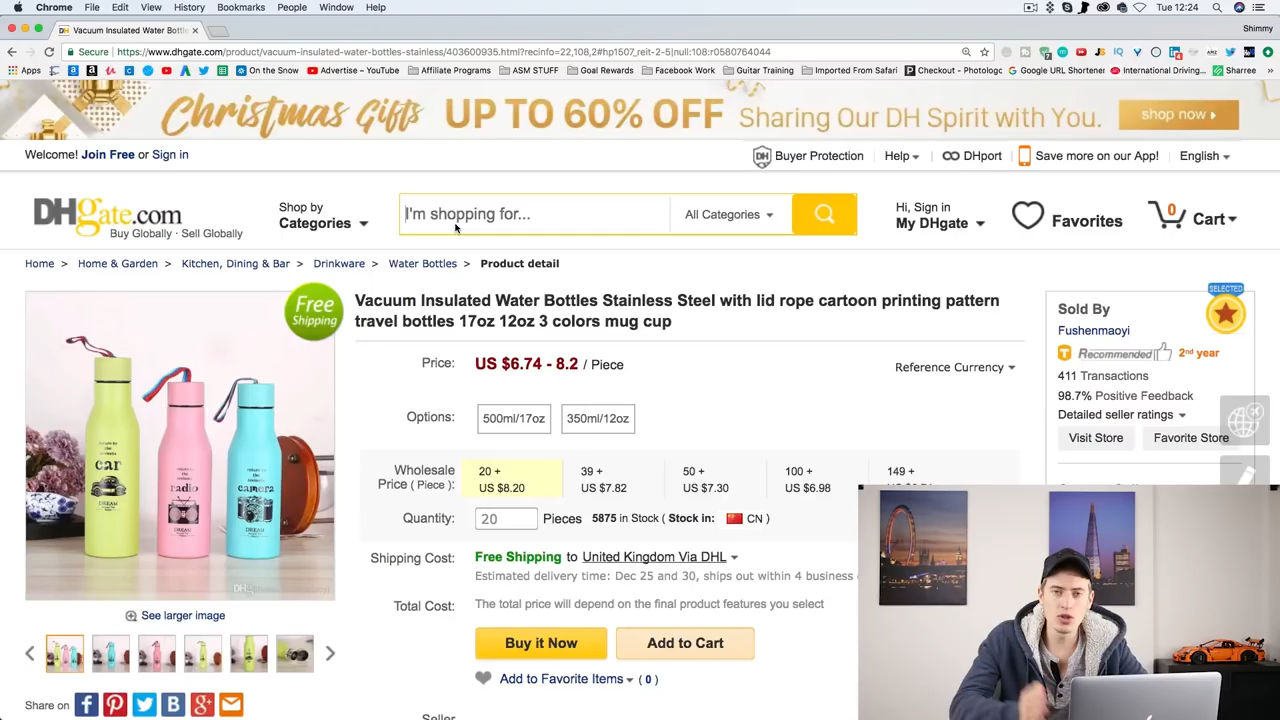 Chrome File Edit View History Bookmarks People Window Help Tue 12:24
Vacuum Insulated Water Bottl
Shimmy
Secure https://www.dhgate.com/product/vacuum-insulated-water-bottles-stainless/403600935.html?recinfo=22,108,2#hp1507_reit-2-5|null:108:r0580764044
Apps On the Snow Advertise – YouTube Affiliate Programs ASM STUFF Goal Rewards Facebook Work Guitar Training Imported From Safari Checkout - Photolog Google URL Shortener International Driving... Sharree
Christmas Gifts UP TO 60% OFF Sharing Our DH Spirit with You. shop now
Welcome! Join Free or Sign in
DH Buyer Protection Help DHport Save more on our App! English
DHgate.com
Buy Globally · Sell Globally
Shop by
Categories
I'm shopping for...
All Categories
Hi, Sign in
My DHgate
Favorites
0
Cart
Home > Home & Garden > Kitchen, Dining & Bar > Drinkware > Water Bottles > Product detail
Free
Shipping
car
DREAM
radio
DREAM
camera
DREAM
See larger image
Share on
Vacuum Insulated Water Bottles Stainless Steel with lid rope cartoon printing pattern
travel bottles 17oz 12oz 3 colors mug cup
Price: US $6.74 - 8.2 / Piece
Reference Currency
Options: 500ml/17oz 350ml/12oz
Wholesale
Price ( Piece ):
20 + 39 + 50 + 100 + 149 +
US $8.20 US $7.82 US $7.30 US $6.98
Quantity: 20 Pieces 5875 in Stock ( Stock in: CN )
Shipping Cost: Free Shipping to United Kingdom Via DHL
Estimated delivery time: Dec 25 and 30, ships out within 4 business
Total Cost: The total price will depend on the final product features you select
Buy it Now Add to Cart
Add to Favorite Items ( 0 )
Seller
SELECTED
Sold By
Fushenmaoyi
Recommended 2nd year
411 Transactions
98.7% Positive Feedback
Detailed seller ratings
Visit Store Favorite Store